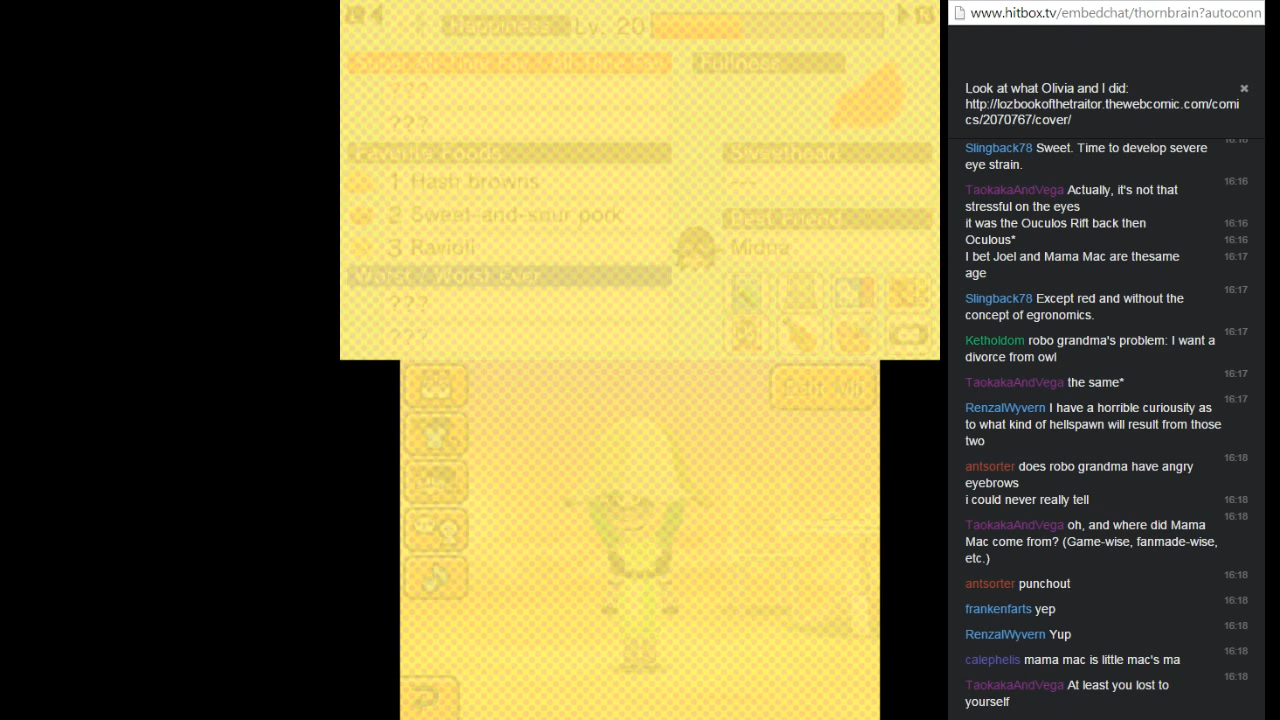 Happiness Lv. 20
Fullness
???
???
Favorite Foods
Sweetheart
1 Hash browns
---
2 Sweet-and-sour pork
Best Friend
3 Ravioli
Midna
Worst / Worst Ever
???
???
Edit Mii
www.hitbox.tv/embedchat/thornbrain?autoconn
Look at what Olivia and I did:
http://lozbookofthetraitor.thewebcomic.com/comi
cs/2070767/cover/
Slingback78 Sweet. Time to develop severe
eye strain.
TaokakaAndVega Actually, it's not that 16:16
stressful on the eyes
it was the Ouculos Rift back then 16:16
Oculous* 16:16
I bet Joel and Mama Mac are thesame 16:17
age
Slingback78 Except red and without the 16:17
concept of egronomics.
Ketholdom robo grandma's problem: I want a 16:17
divorce from owl
TaokakaAndVega the same* 16:17
RenzalWyvern I have a horrible curiousity as 16:17
to what kind of hellspawn will result from those
two
antsorter does robo grandma have angry 16:18
eyebrows
i could never really tell 16:18
TaokakaAndVega oh, and where did Mama 16:18
Mac come from? (Game-wise, fanmade-wise,
etc.)
antsorter punchout 16:18
frankenfarts yep 16:18
RenzalWyvern Yup 16:18
calephelis mama mac is little mac's ma 16:18
TaokakaAndVega At least you lost to 16:18
yourself